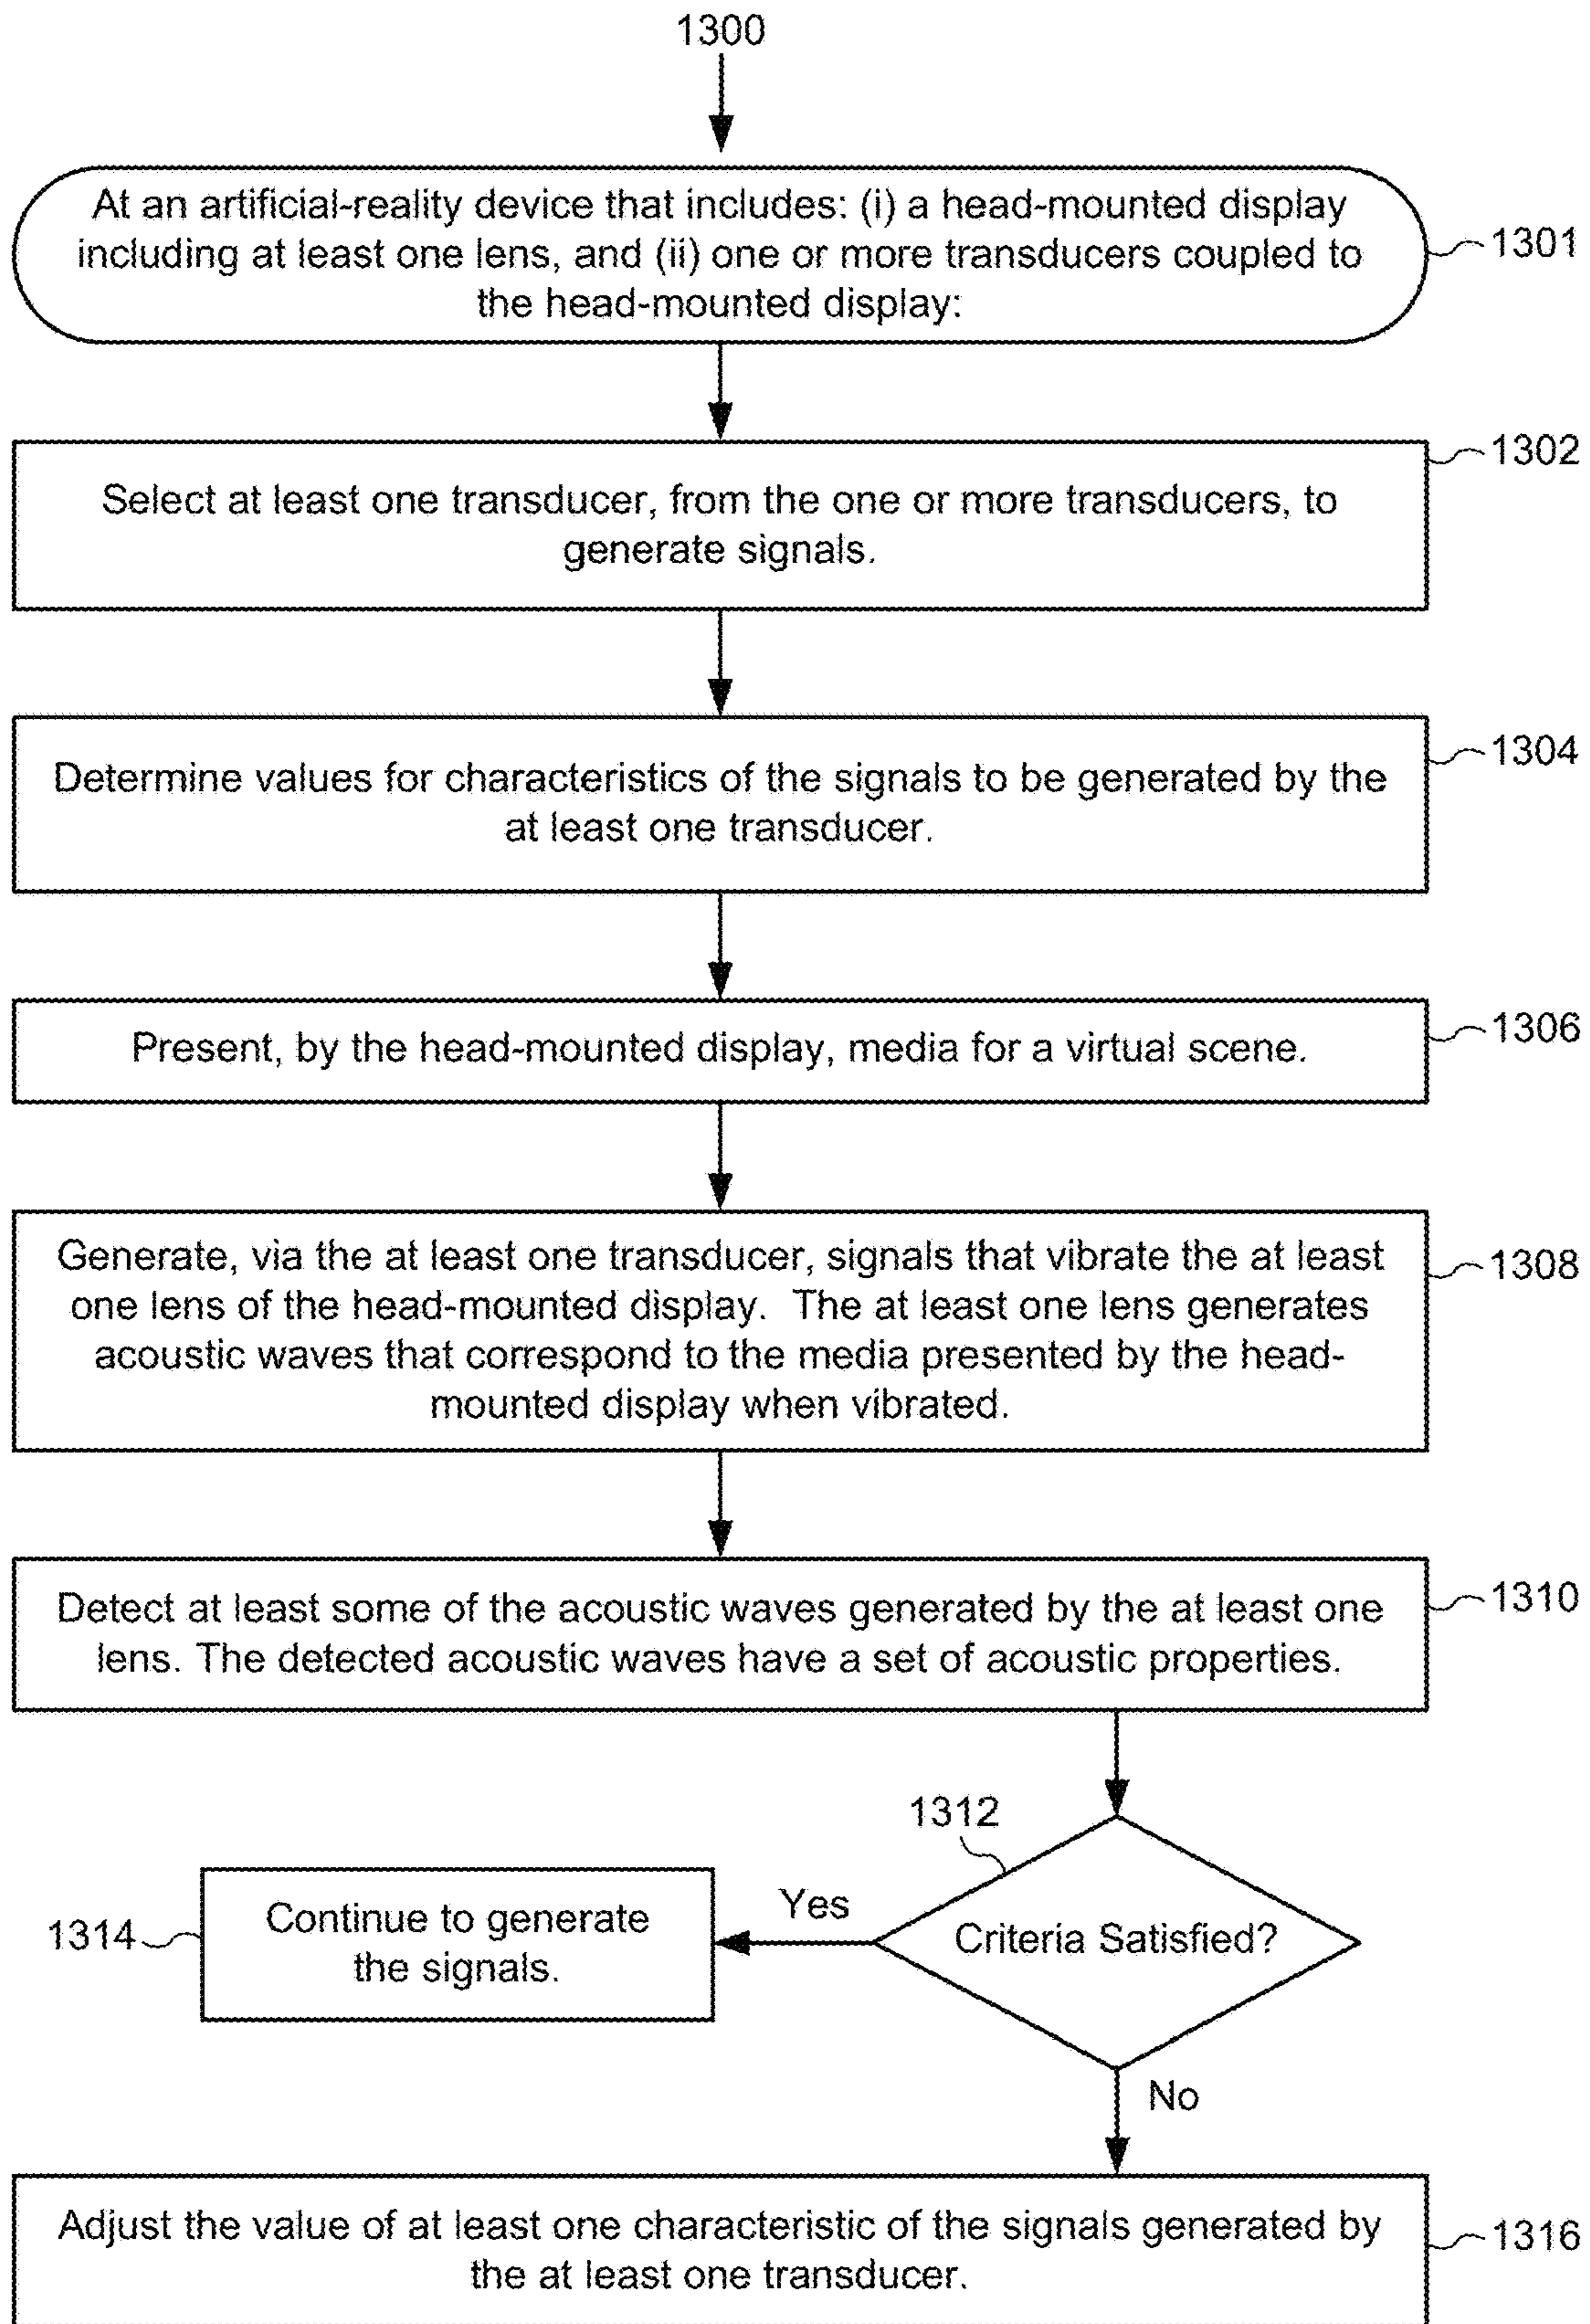 1300
At an artificial-reality device that includes: (i) a head-mounted display
including at least one lens, and (ii) one or more transducers coupled to
the head-mounted display:
1301
1302
Select at least one transducer, from the one or more transducers, to
generate signals.
1304
Determine values for characteristics of the signals to be generated by the
at least one transducer.
1306
Present, by the head-mounted display, media for a virtual scene.
Generate, via the at least one transducer, signals that vibrate the at least
one lens of the head-mounted display. The at least one lens generates
acoustic waves that correspond to the media presented by the head-
mounted display when vibrated.
1308
Detect at least some of the acoustic waves generated by the at least one
lens. The detected acoustic waves have a set of acoustic properties.
1310
1312
Criteria Satisfied?
Yes
1314
Continue to generate
the signals.
No
Adjust the value of at least one characteristic of the signals generated by
the at least one transducer.
1316